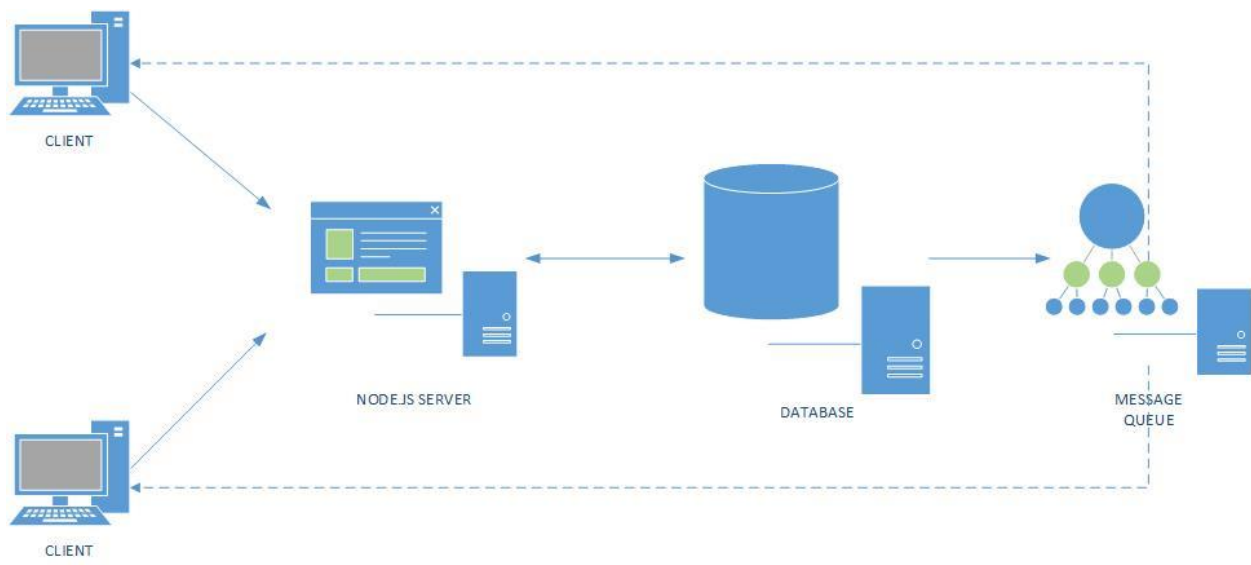 CLIENT
NODE.JS SERVER
DATABASE
MESSAGE
QUEUE
CLIENT